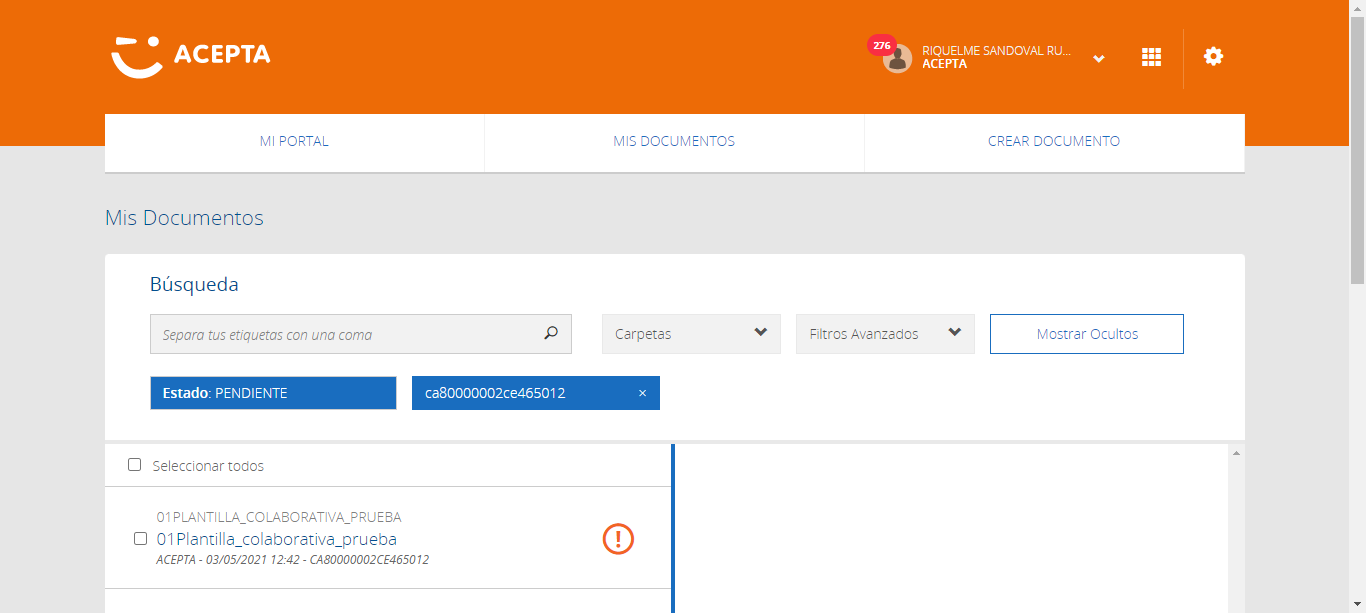 ACEPTA
276
RIQUELME SANDOVAL RU...
ACEPTA
MI PORTAL
MIS DOCUMENTOS
CREAR DOCUMENTO
Mis Documentos
Búsqueda
Separa tus etiquetas con una coma
Carpetas
Filtros Avanzados
Mostrar Ocultos
Estado: PENDIENTE
ca80000002ce465012 ×
Seleccionar todos
01PLANTILLA_COLABORATIVA_PRUEBA
01Plantilla_colaborativa_prueba
ACEPTA - 03/05/2021 12:42 - CA80000002CE465012